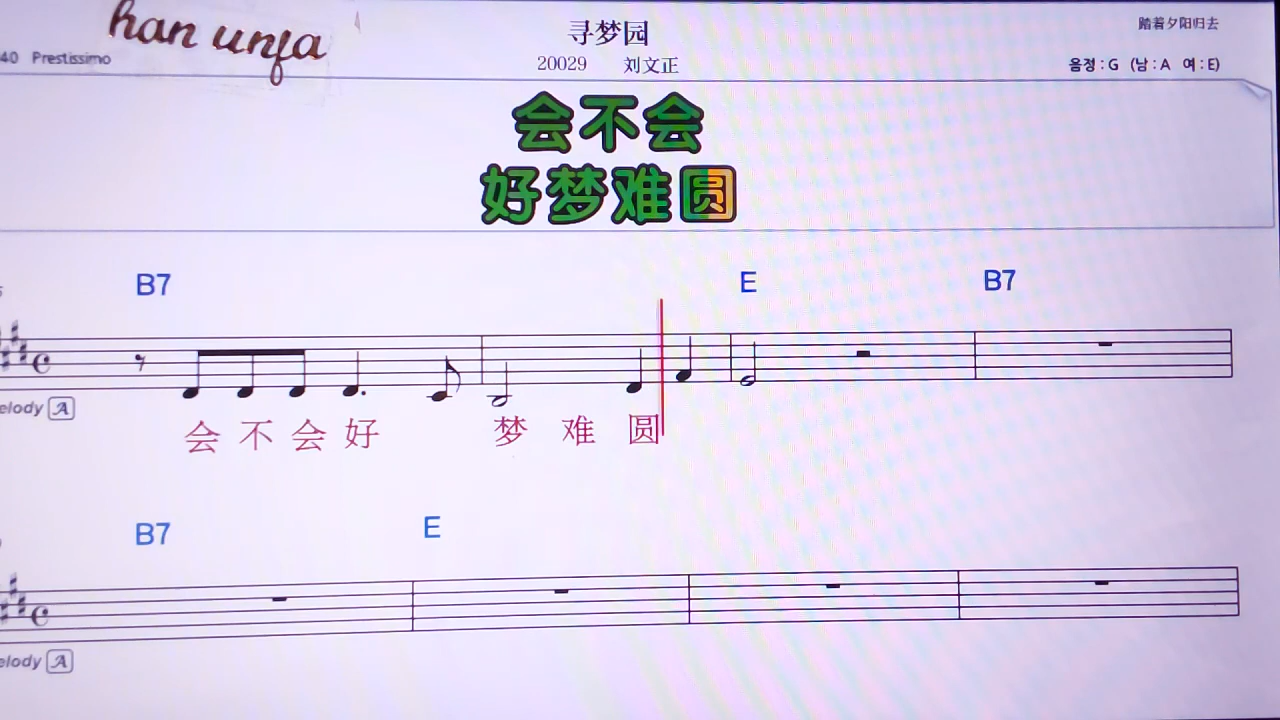 han unfa
寻梦园
踏着夕阳归去
40 Prestissimo
20029 刘文正
음정 : G (남 : A 여 : E)
会不会
好梦难圆
B7 E B7
elody A
会 不 会 好 梦 难 圆
B7 E
elody A